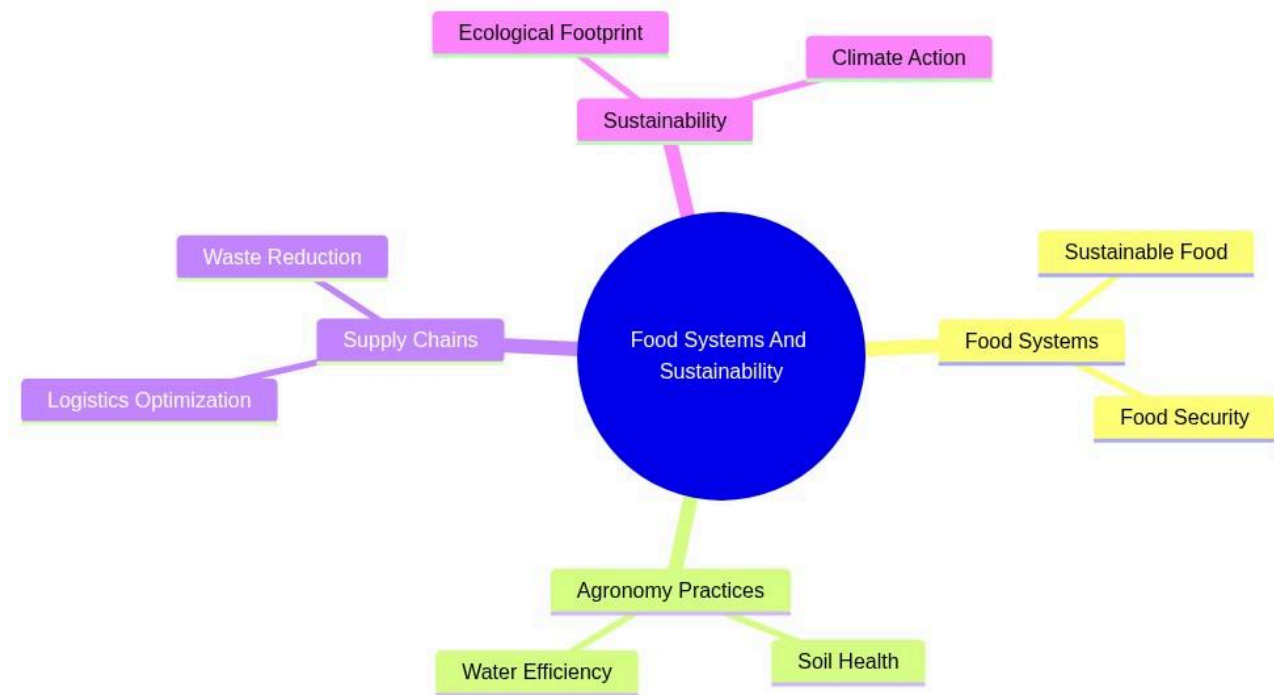 Ecological Footprint
Climate Action
Sustainability
Waste Reduction
Sustainable Food
Supply Chains
Food Systems And
Sustainability
Food Systems
Logistics Optimization
Food Security
Agronomy Practices
Water Efficiency
Soil Health